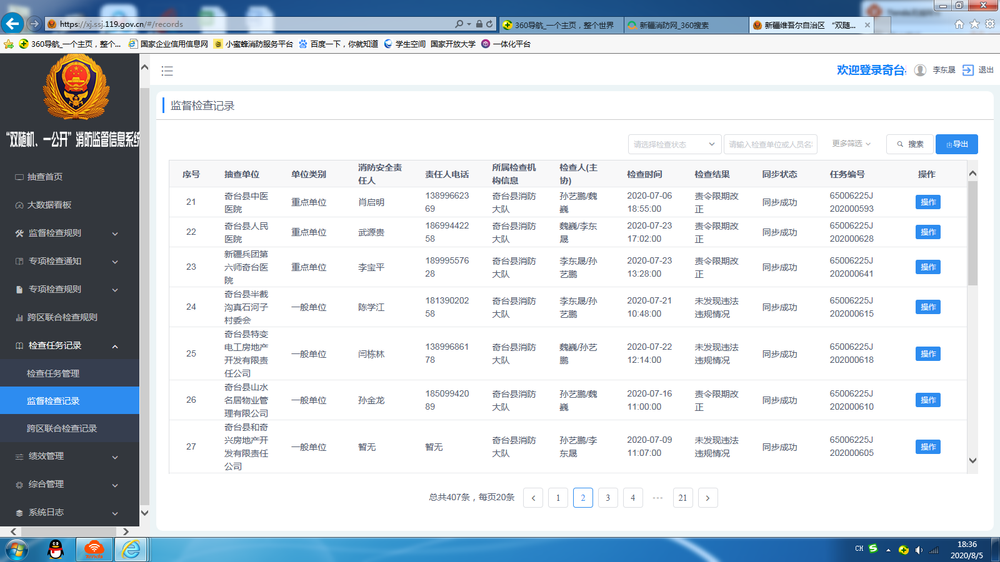 https://xj.ssj.119.gov.cn/#/records
360导航_一个主页，整个世界
新疆消防网_360搜索
新疆维吾尔自治区 “双随...
360导航_一个主页，整个...
国家企业信用信息网
小蜜蜂消防服务平台
百度一下，你就知道
学生空间
国家开放大学
一体化平台
“双随机、一公开”消防监管信息系统
抽查首页
大数据看板
监督检查规则
专项检查通知
专项检查规则
跨区联合检查规则
检查任务记录
检查任务管理
监督检查记录
跨区联合检查记录
绩效管理
综合管理
系统日志
欢迎登录奇台
李东晟
退出
监督检查记录
请选择检查状态
请输入检查单位或人员名称
更多筛选
搜索
导出
序号 抽查单位 单位类别 消防安全责任人 责任人电话 所属检查机构信息 检查人(主协) 检查时间 检查结果 同步状态 任务编号 操作
21 奇台县中医医院 重点单位 肖启明 13899662369 奇台县消防大队 孙艺鹏/魏巍 2020-07-06 18:55:00 责令限期改正 同步成功 65006225J202000593 操作
22 奇台县人民医院 重点单位 武源贵 18699442258 奇台县消防大队 魏巍/李东晟 2020-07-23 17:02:00 责令限期改正 同步成功 65006225J202000628 操作
23 新疆兵团第六师奇台医院 重点单位 李宝平 18999557628 奇台县消防大队 李东晟/孙艺鹏 2020-07-23 13:28:00 责令限期改正 同步成功 65006225J202000641 操作
24 奇台县半截沟真石河子村委会 一般单位 陈学江 18139020258 奇台县消防大队 李东晟/孙艺鹏 2020-07-21 10:48:00 未发现违法违规情况 同步成功 65006225J202000615 操作
25 奇台县特变电工房地产开发有限责任公司 一般单位 闫栋林 13899686178 奇台县消防大队 魏巍/孙艺鹏 2020-07-22 12:14:00 未发现违法违规情况 同步成功 65006225J202000618 操作
26 奇台县山水名居物业管理有限公司 一般单位 孙金龙 18509942089 奇台县消防大队 孙艺鹏/魏巍 2020-07-16 11:00:00 责令限期改正 同步成功 65006225J202000610 操作
27 奇台县和奇兴房地产开发有限责任公司 一般单位 暂无 暂无 奇台县消防大队 孙艺鹏/李东晟 2020-07-09 11:07:00 未发现违法违规情况 同步成功 65006225J202000605 操作
总共407条，每页20条 1 2 3 4 ••• 21
CH
18:36
2020/8/5